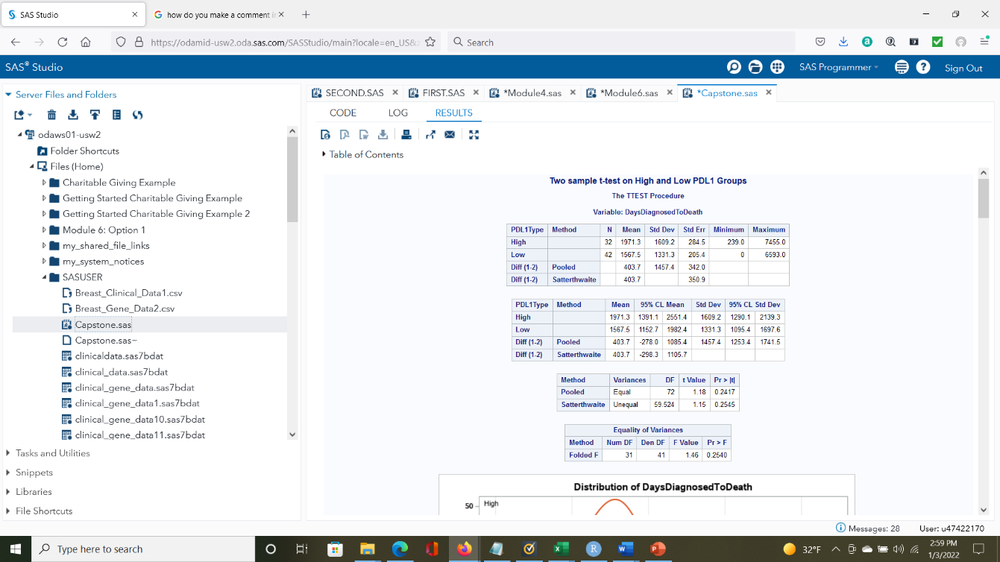 SAS Studio
how do you make a comment i
https://odamid-usw2.oda.sas.com/SASStudio/main?locale=en_US&
Search
SAS® Studio
SAS Programmer
Sign Out
Server Files and Folders
odaws01-usw2
Folder Shortcuts
Files (Home)
Charitable Giving Example
Getting Started Charitable Giving Example
Getting Started Charitable Giving Example 2
Module 6: Option 1
my_shared_file_links
my_system_notices
SASUSER
Breast_Clinical_Data1.csv
Breast_Gene_Data2.csv
Capstone.sas
Capstone.sas~
clinicaldata.sas7bdat
clinical_data.sas7bdat
clinical_gene_data.sas7bdat
clinical_gene_data1.sas7bdat
clinical_gene_data10.sas7bdat
clinical_gene_data11.sas7bdat
Tasks and Utilities
Snippets
Libraries
File Shortcuts
SECOND.SAS FIRST.SAS *Module4.sas *Module6.sas *Capstone.sas
CODE LOG RESULTS
Table of Contents
Two sample t-test on High and Low PDL1 Groups
The TTEST Procedure
Variable: DaysDiagnosedToDeath
PDL1Type Method N Mean Std Dev Std Err Minimum Maximum
High 32 1971.3 1609.2 284.5 239.0 7455.0
Low 42 1567.5 1331.3 205.4 0 6593.0
Diff (1-2) Pooled 403.7 1457.4 342.0
Diff (1-2) Satterthwaite 403.7 350.9
PDL1Type Method Mean 95% CL Mean Std Dev 95% CL Std Dev
High 1971.3 1391.1 2551.4 1609.2 1290.1 2139.3
Low 1567.5 1152.7 1982.4 1331.3 1095.4 1697.6
Diff (1-2) Pooled 403.7 -278.0 1085.4 1457.4 1253.4 1741.5
Diff (1-2) Satterthwaite 403.7 -298.3 1105.7
Method Variances DF t Value Pr > |t|
Pooled Equal 72 1.18 0.2417
Satterthwaite Unequal 59.524 1.15 0.2545
Equality of Variances
Method Num DF Den DF F Value Pr > F
Folded F 31 41 1.46 0.2540
Distribution of DaysDiagnosedToDeath
50
High
Messages: 28 User: u47422170
Type here to search
32°F
2:59 PM
1/3/2022